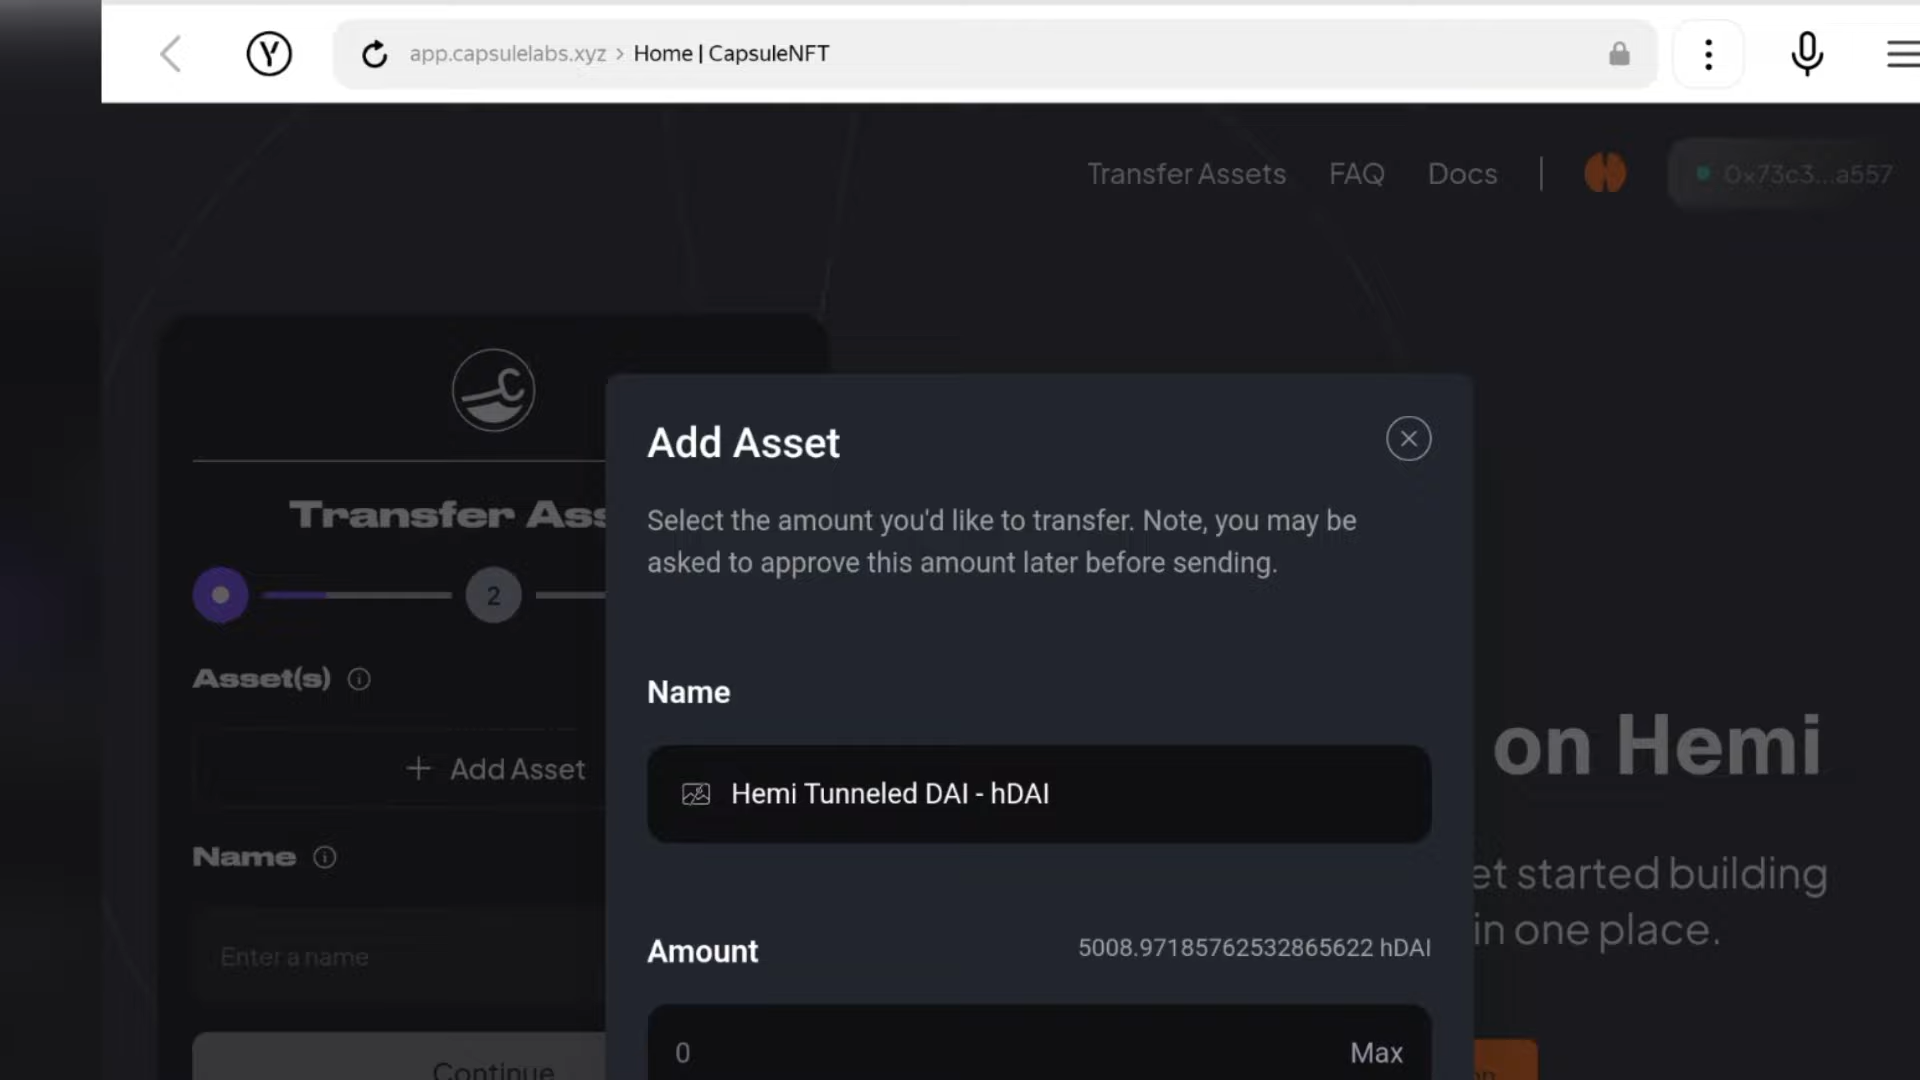 app.capsulelabs.xyz > Home | CapsuleNFT
Transfer Assets FAQ Docs 0x73c3...a557
Transfer Ass
2
Asset(s)
+ Add Asset
Name
Enter a name
Continue
Add Asset
Select the amount you'd like to transfer. Note, you may be
asked to approve this amount later before sending.
Name
Hemi Tunneled DAI - hDAI
Amount 5008.97185762532865622 hDAI
0 Max
on Hemi
et started building
in one place.